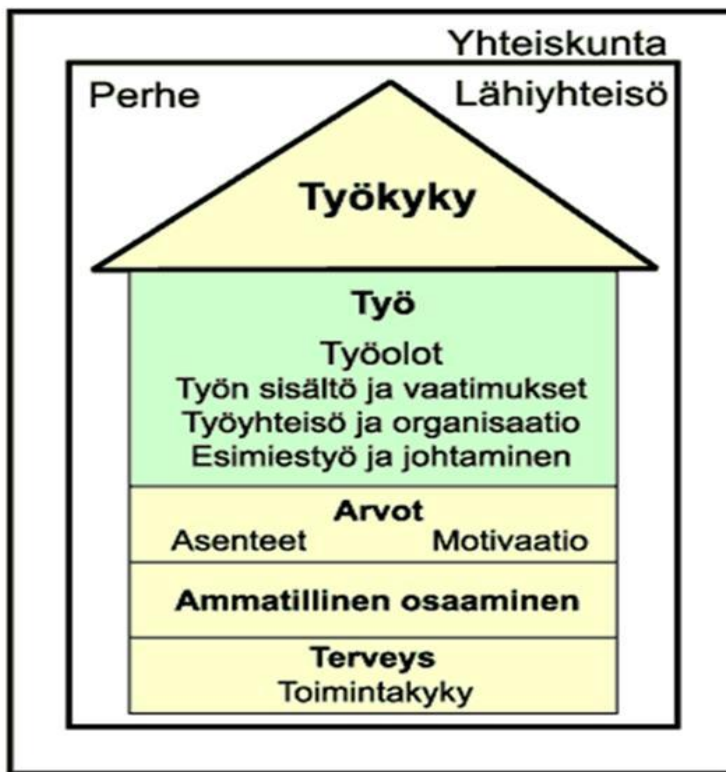 Yhteiskunta
Perhe Lähiyhteisö
Työkyky
Työ
Työolot
Työn sisältö ja vaatimukset
Työyhteisö ja organisaatio
Esimiestyö ja johtaminen
Arvot
Asenteet Motivaatio
Ammatillinen osaaminen
Terveys
Toimintakyky